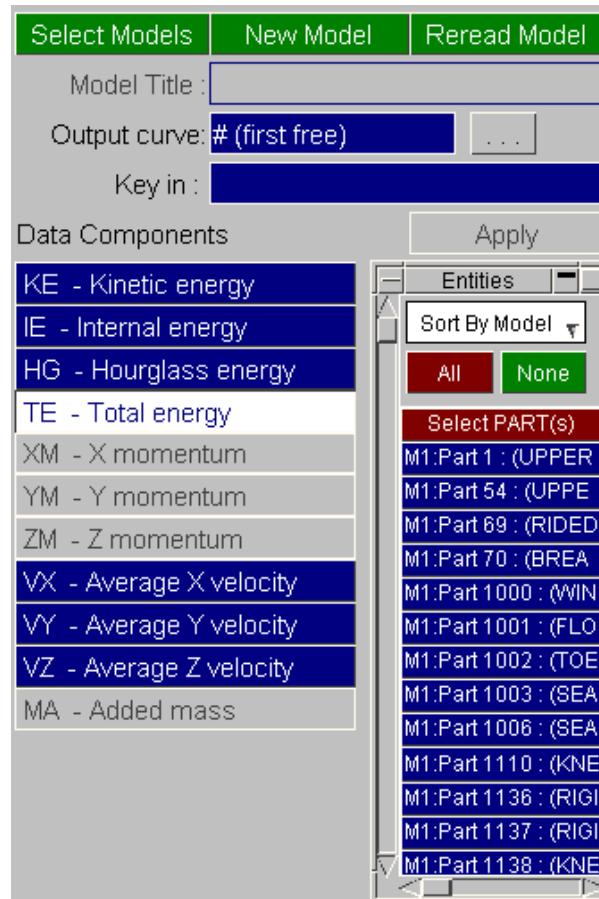 Select Models New Model Reread Model
Model Title :
Output curve: # (first free) ...
Key in :
Data Components Apply
KE - Kinetic energy
IE - Internal energy
HG - Hourglass energy
TE - Total energy
XM - X momentum
YM - Y momentum
ZM - Z momentum
VX - Average X velocity
VY - Average Y velocity
VZ - Average Z velocity
MA - Added mass
Entities
Sort By Model
All None
Select PART(s)
M1:Part 1 : (UPPER
M1:Part 54 : (UPPE
M1:Part 69 : (RIDED
M1:Part 70 : (BREA
M1:Part 1000 : (WIN
M1:Part 1001 : (FLO
M1:Part 1002 : (TOE
M1:Part 1003 : (SEA
M1:Part 1006 : (SEA
M1:Part 1110 : (KNE
M1:Part 1136 : (RIGI
M1:Part 1137 : (RIGI
M1:Part 1138 : (KNE